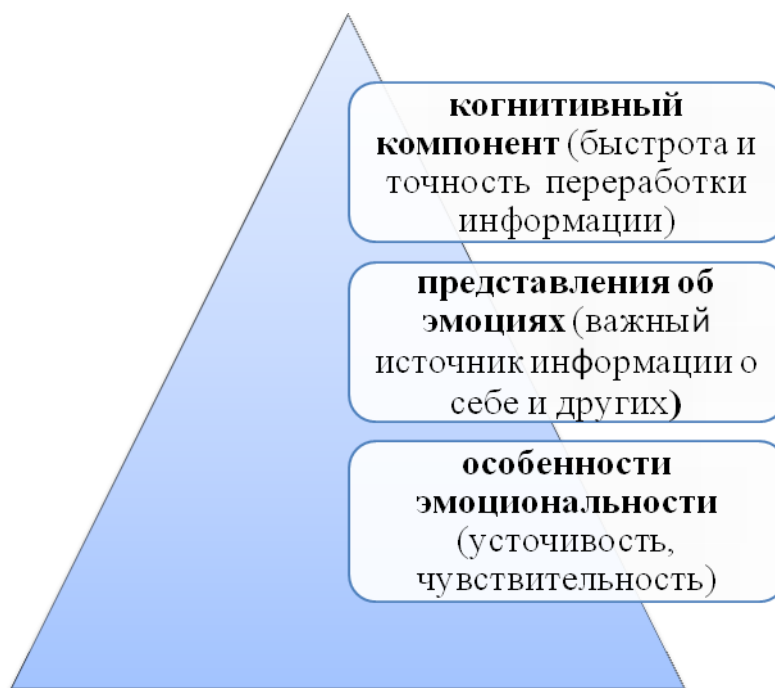 когнитивный
компонент (быстрота и
точность переработки
информации)
представления об
эмоциях (важный
источник информации о
себе и других)
особенности
эмоциональности
(усточивость,
чувствительность)